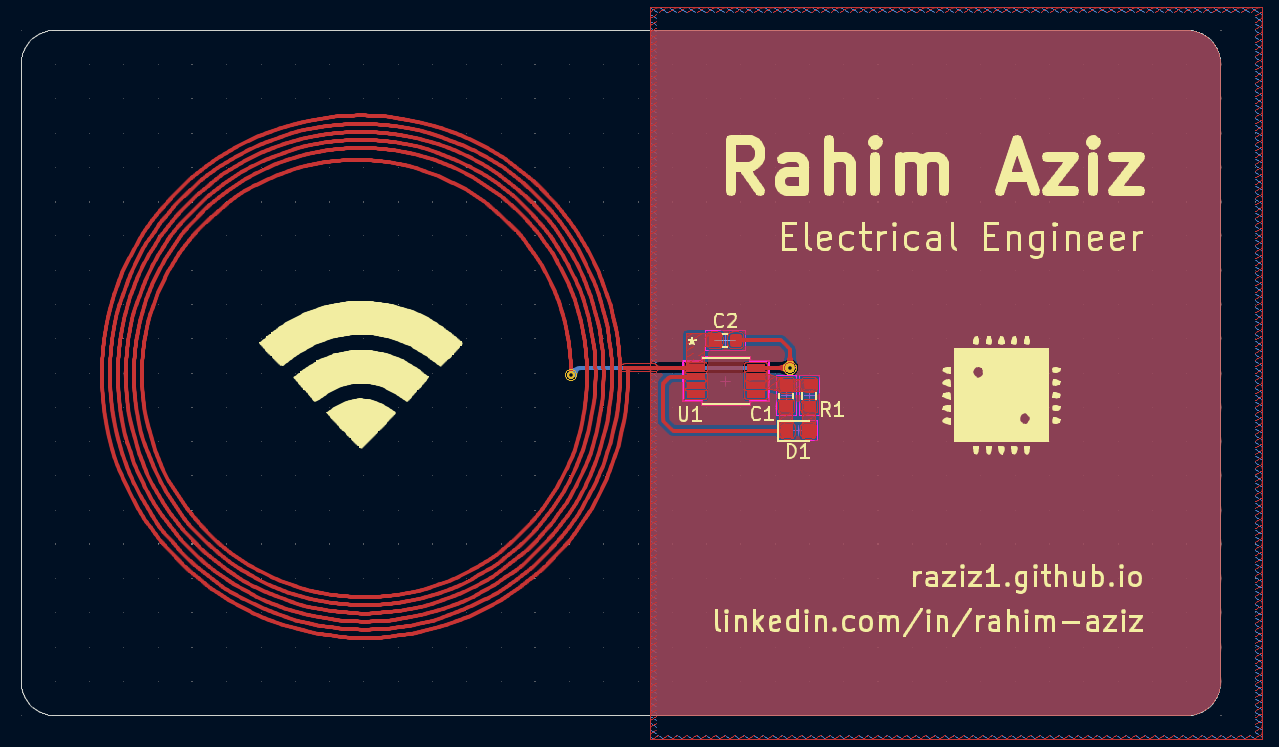 Rahim Aziz
Electrical Engineer
C2
*
U1
C1
R1
D1
raziz1.github.io
linkedin.com/in/rahim-aziz